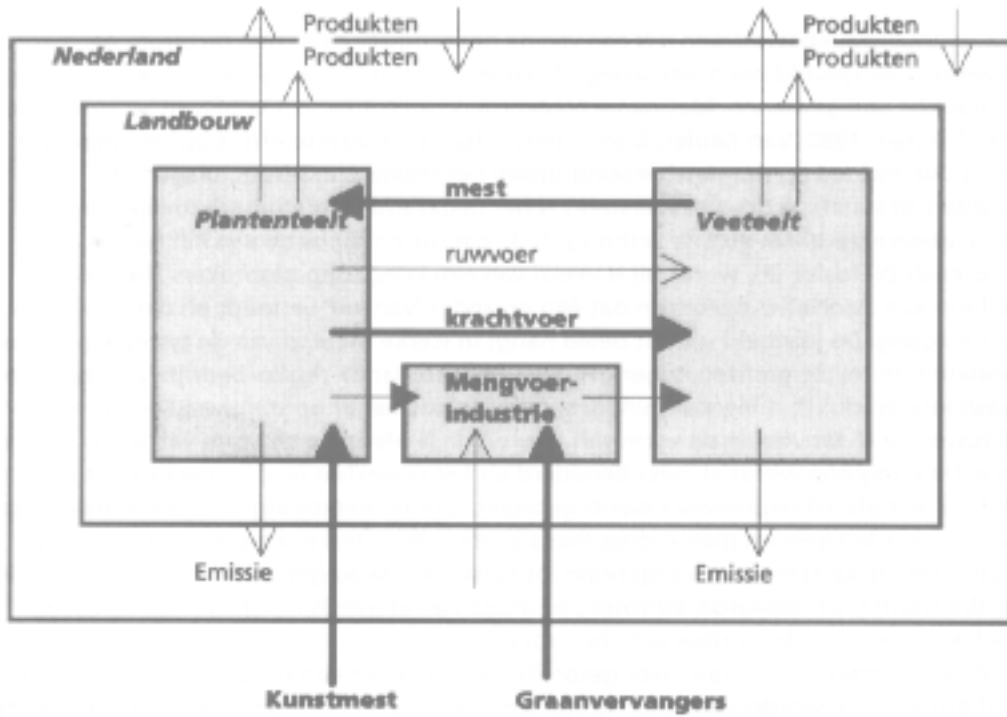 Produkten
Produkten
Nederland
Produkten
Produkten
Landbouw
mest
Plantenteelt
Veeteelt
ruwvoer
krachtvoer
Mengvoer-
industrie
Emissie
Emissie
Kunstmest
Graanvervangers